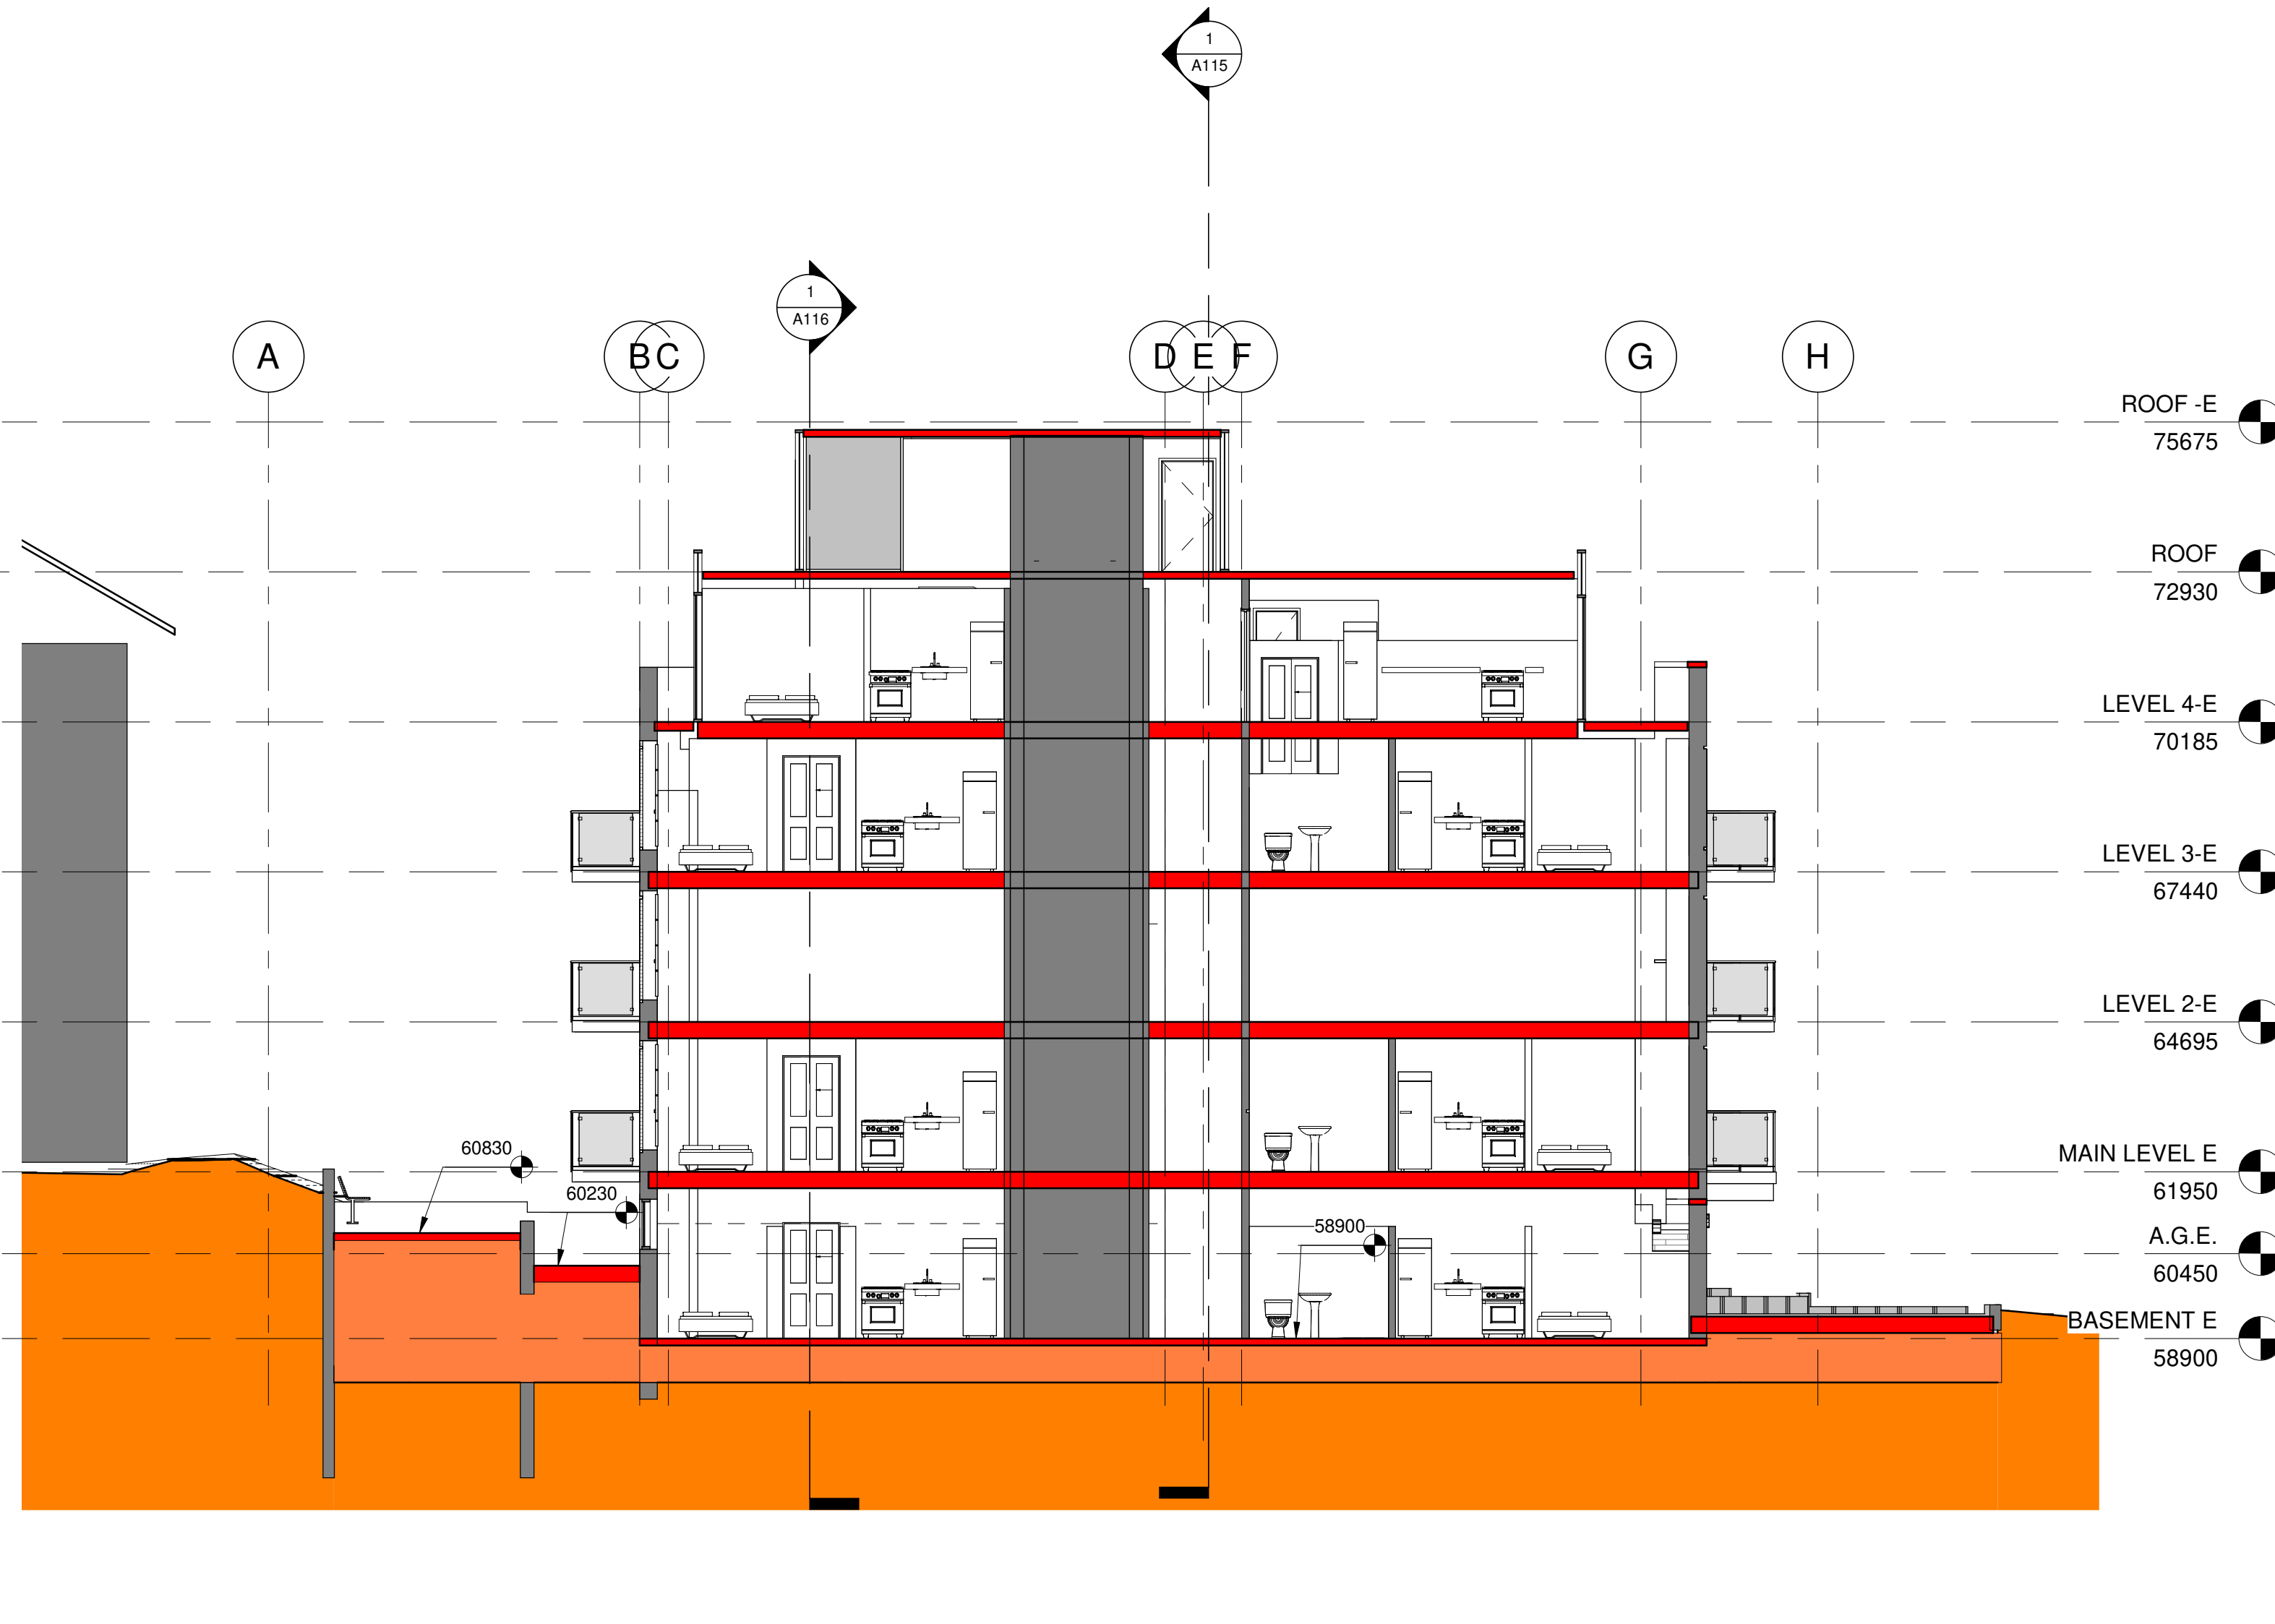 1
A115
1
A116
A
B
C
D
E
F
G
H
ROOF -E
75675
ROOF
72930
LEVEL 4-E
70185
LEVEL 3-E
67440
LEVEL 2-E
64695
60830
MAIN LEVEL E
61950
60230
58900
A.G.E.
60450
BASEMENT E
58900